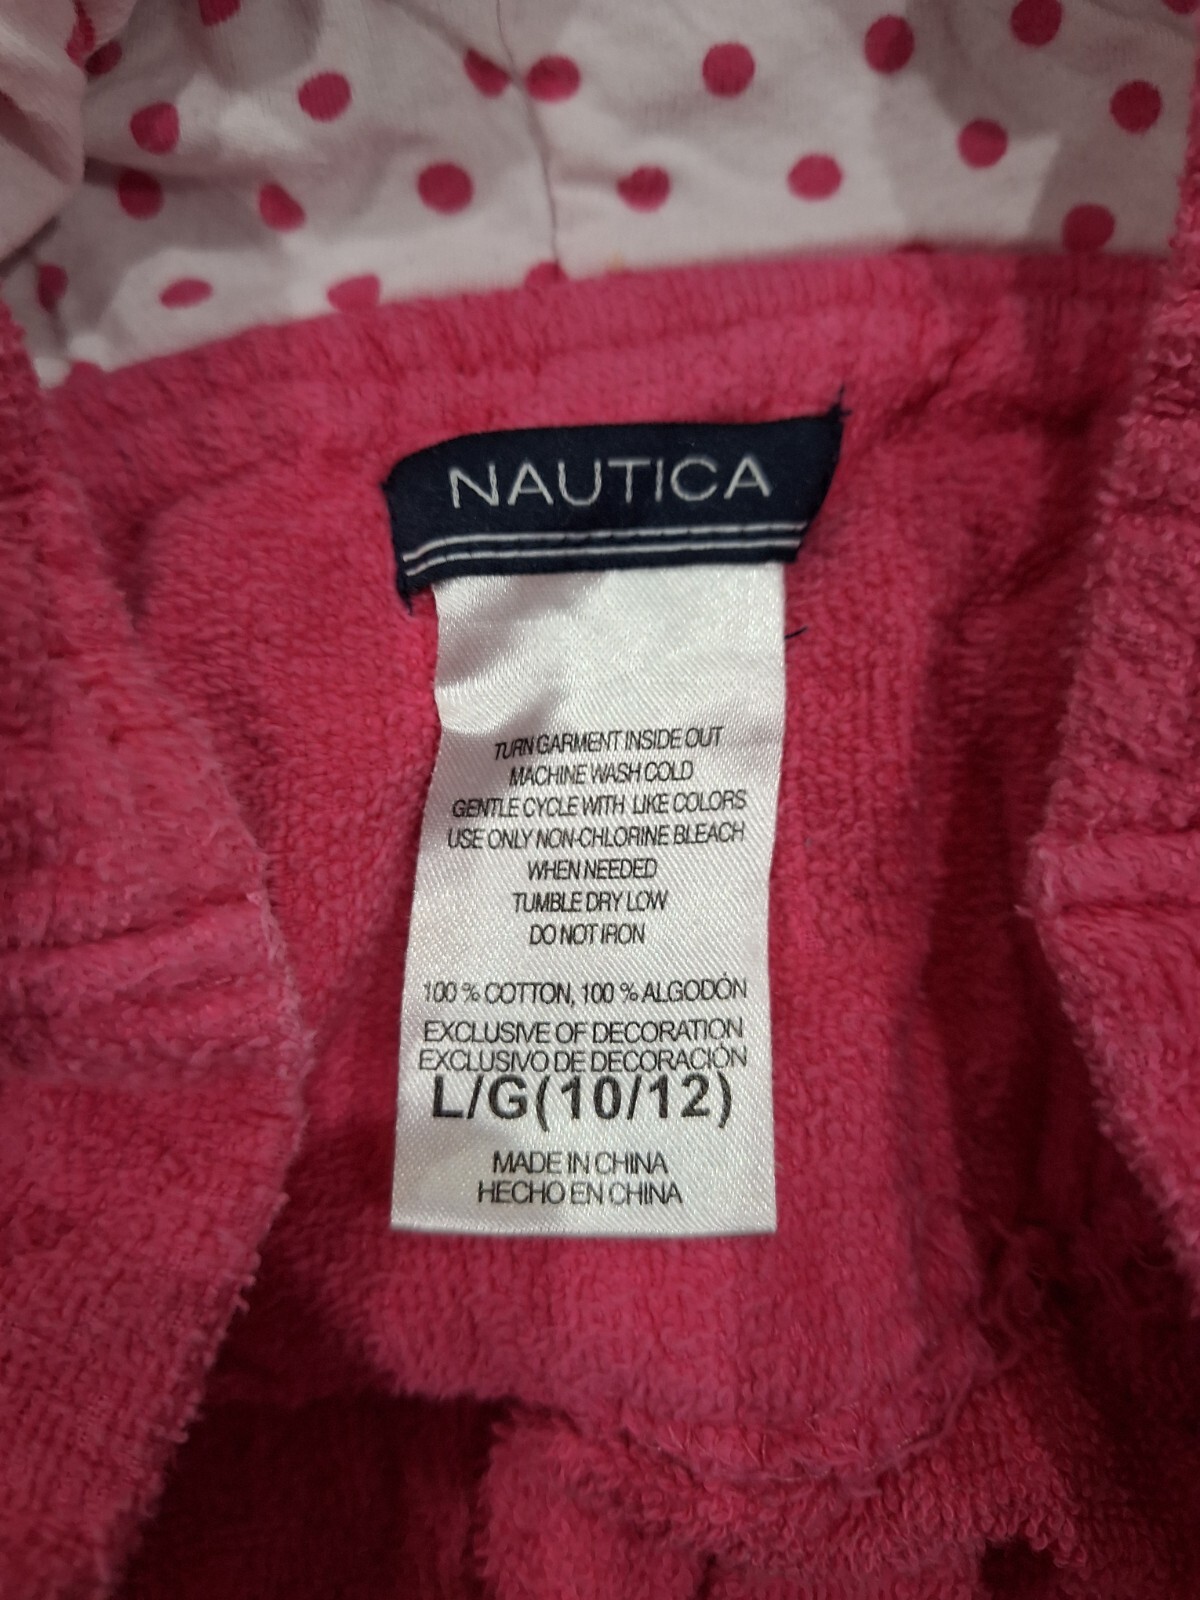 NAUTICA
TURN GARMENT INSIDE OUT
MACHINE WASH COLD
GENTLE CYCLE WITH LIKE COLORS
USE ONLY NON-CHLORINE BLEACH
WHEN NEEDED
TUMBLE DRY LOW
DO NOT IRON
100 % COTTON, 100 % ALGODÓN
EXCLUSIVE OF DECORATION
EXCLUSIVO DE DECORACIÓN
L/G(10/12)
MADE IN CHINA
HECHO EN CHINA